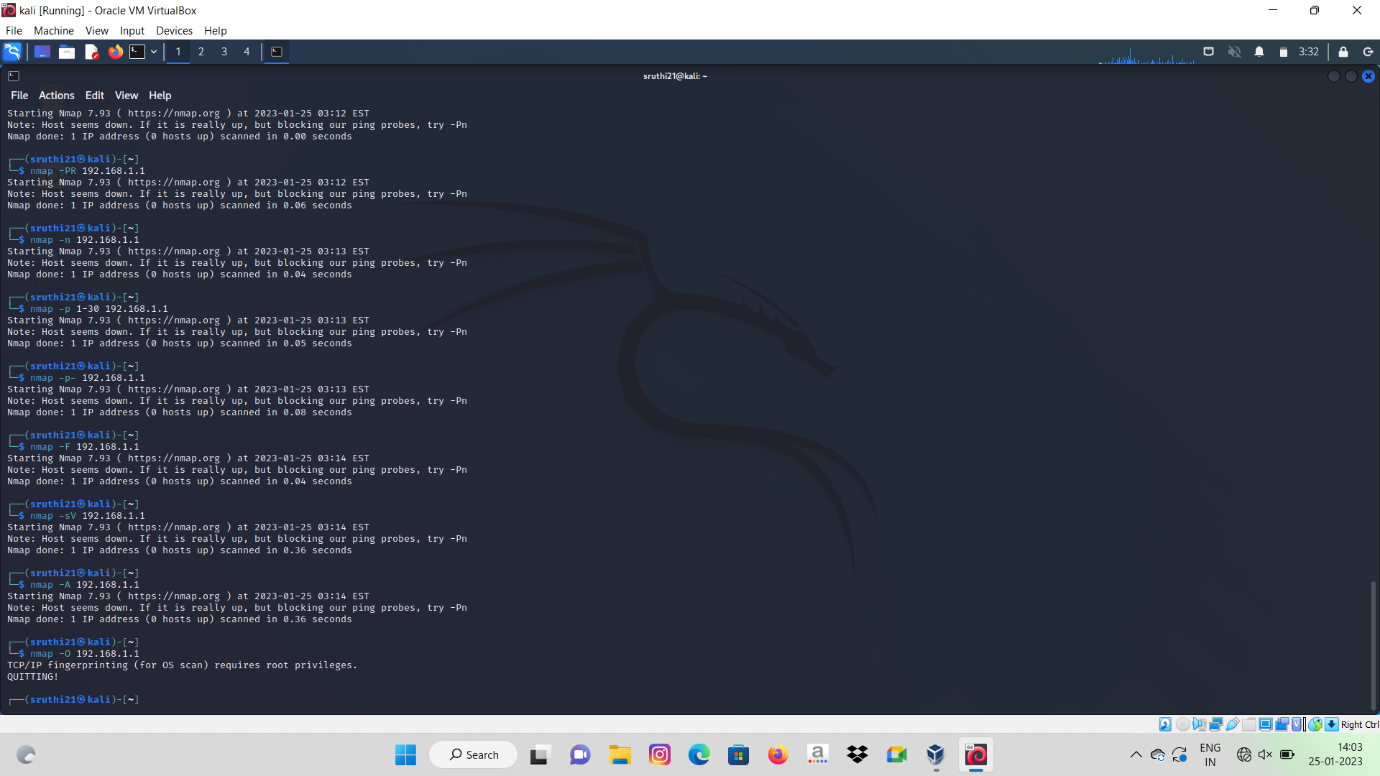 kali [Running] - Oracle VM VirtualBox
File Machine View Input Devices Help
1 2 3 4 3:32
sruthi21@kali: ~
File Actions Edit View Help
Starting Nmap 7.93 ( https://nmap.org ) at 2023-01-25 03:12 EST
Note: Host seems down. If it is really up, but blocking our ping probes, try -Pn
Nmap done: 1 IP address (0 hosts up) scanned in 0.00 seconds
┌──(sruthi21㉿kali)-[~]
└─$ nmap -PR 192.168.1.1
Starting Nmap 7.93 ( https://nmap.org ) at 2023-01-25 03:12 EST
Note: Host seems down. If it is really up, but blocking our ping probes, try -Pn
Nmap done: 1 IP address (0 hosts up) scanned in 0.06 seconds
┌──(sruthi21㉿kali)-[~]
└─$ nmap -n 192.168.1.1
Starting Nmap 7.93 ( https://nmap.org ) at 2023-01-25 03:13 EST
Note: Host seems down. If it is really up, but blocking our ping probes, try -Pn
Nmap done: 1 IP address (0 hosts up) scanned in 0.04 seconds
┌──(sruthi21㉿kali)-[~]
└─$ nmap -p 1-30 192.168.1.1
Starting Nmap 7.93 ( https://nmap.org ) at 2023-01-25 03:13 EST
Note: Host seems down. If it is really up, but blocking our ping probes, try -Pn
Nmap done: 1 IP address (0 hosts up) scanned in 0.05 seconds
┌──(sruthi21㉿kali)-[~]
└─$ nmap -p- 192.168.1.1
Starting Nmap 7.93 ( https://nmap.org ) at 2023-01-25 03:13 EST
Note: Host seems down. If it is really up, but blocking our ping probes, try -Pn
Nmap done: 1 IP address (0 hosts up) scanned in 0.08 seconds
┌──(sruthi21㉿kali)-[~]
└─$ nmap -F 192.168.1.1
Starting Nmap 7.93 ( https://nmap.org ) at 2023-01-25 03:14 EST
Note: Host seems down. If it is really up, but blocking our ping probes, try -Pn
Nmap done: 1 IP address (0 hosts up) scanned in 0.04 seconds
┌──(sruthi21㉿kali)-[~]
└─$ nmap -sV 192.168.1.1
Starting Nmap 7.93 ( https://nmap.org ) at 2023-01-25 03:14 EST
Note: Host seems down. If it is really up, but blocking our ping probes, try -Pn
Nmap done: 1 IP address (0 hosts up) scanned in 0.36 seconds
┌──(sruthi21㉿kali)-[~]
└─$ nmap -A 192.168.1.1
Starting Nmap 7.93 ( https://nmap.org ) at 2023-01-25 03:14 EST
Note: Host seems down. If it is really up, but blocking our ping probes, try -Pn
Nmap done: 1 IP address (0 hosts up) scanned in 0.36 seconds
┌──(sruthi21㉿kali)-[~]
└─$ nmap -O 192.168.1.1
TCP/IP fingerprinting (for OS scan) requires root privileges.
QUITTING!
┌──(sruthi21㉿kali)-[~]
Right Ctrl
Search
ENG
IN
14:03
25-01-2023